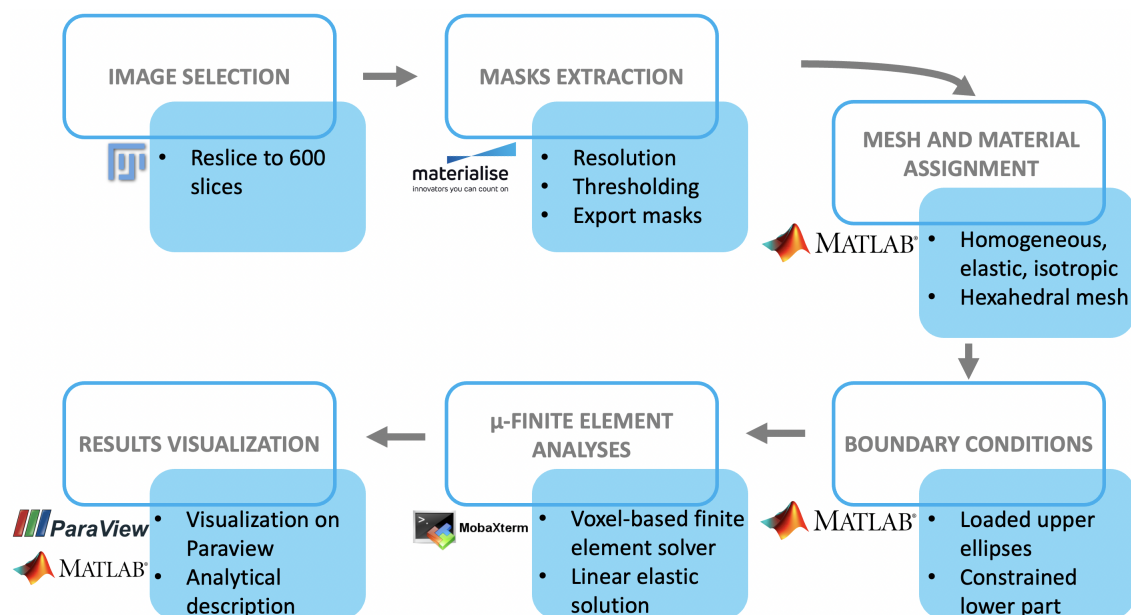 IMAGE SELECTION
• Reslice to 600
slices
MASKS EXTRACTION
materialise
innovators you can count on
• Resolution
• Thresholding
• Export masks
MESH AND MATERIAL
ASSIGNMENT
MATLAB®
• Homogeneous,
elastic, isotropic
• Hexahedral mesh
RESULTS VISUALIZATION
ParaView
MATLAB®
• Visualization on
Paraview
• Analytical
description
µ-FINITE ELEMENT
ANALYSES
>_
MobaXterm
• Voxel-based finite
element solver
• Linear elastic
solution
BOUNDARY CONDITIONS
MATLAB®
• Loaded upper
ellipses
• Constrained
lower part